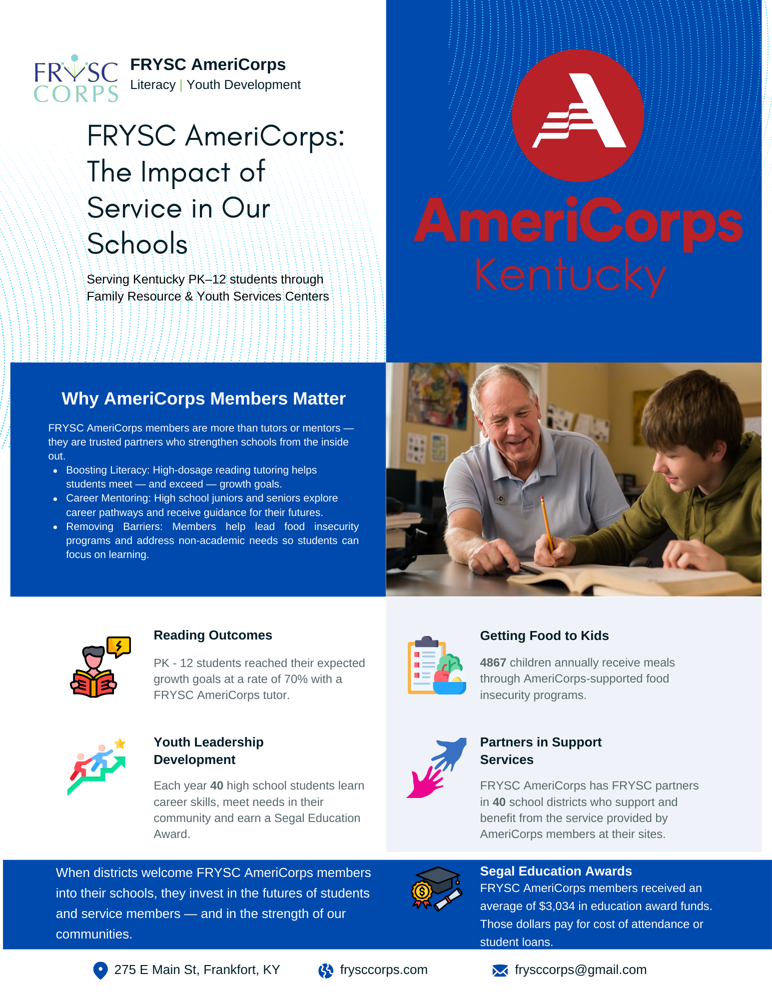 FRYSC
CORPS
FRYSC AmeriCorps
Literacy | Youth Development
FRYSC AmeriCorps:
The Impact of
Service in Our
Schools
Serving Kentucky PK–12 students through
Family Resource & Youth Services Centers
AmeriCorps
Kentucky
Why AmeriCorps Members Matter
FRYSC AmeriCorps members are more than tutors or mentors —
they are trusted partners who strengthen schools from the inside
out.
• Boosting Literacy: High-dosage reading tutoring helps
students meet — and exceed — growth goals.
• Career Mentoring: High school juniors and seniors explore
career pathways and receive guidance for their futures.
• Removing Barriers: Members help lead food insecurity
programs and address non-academic needs so students can
focus on learning.
Reading Outcomes
PK - 12 students reached their expected
growth goals at a rate of 70% with a
FRYSC AmeriCorps tutor.
Getting Food to Kids
4867 children annually receive meals
through AmeriCorps-supported food
insecurity programs.
Youth Leadership
Development
Each year 40 high school students learn
career skills, meet needs in their
community and earn a Segal Education
Award.
Partners in Support
Services
FRYSC AmeriCorps has FRYSC partners
in 40 school districts who support and
benefit from the service provided by
AmeriCorps members at their sites.
When districts welcome FRYSC AmeriCorps members
into their schools, they invest in the futures of students
and service members — and in the strength of our
communities.
Segal Education Awards
FRYSC AmeriCorps members received an
average of $3,034 in education award funds.
Those dollars pay for cost of attendance or
student loans.
275 E Main St, Frankfort, KY
frysccorps.com
frysccorps@gmail.com